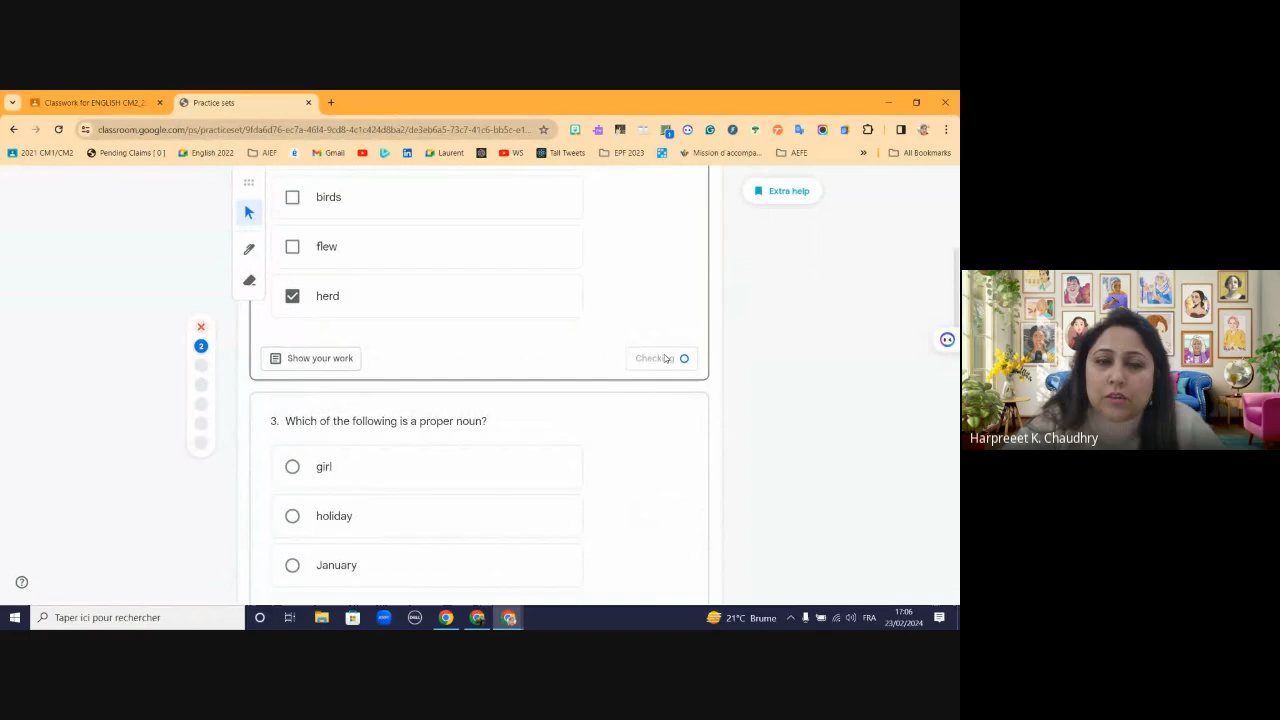 Classwork for ENGLISH CM2_2
Practice sets
classroom.google.com/ps/practiceset/9fda6d76-ec7a-46f4-9cd8-4c1c424d8ba2/de3eb6a5-73c7-41c6-bb5c-e1...
2021 CM1/CM2
Pending Claims [ 0 ]
English 2022
AIEF
Gmail
Laurent
WS
Tall Tweets
EPF 2023
Mission d'accompa...
AEFE
»
All Bookmarks
Extra help
birds
flew
herd
2
Show your work
Checking
3. Which of the following is a proper noun?
girl
holiday
January
Harpreeet K. Chaudhry
Taper ici pour rechercher
21°C Brume
FRA
17:06
23/02/2024